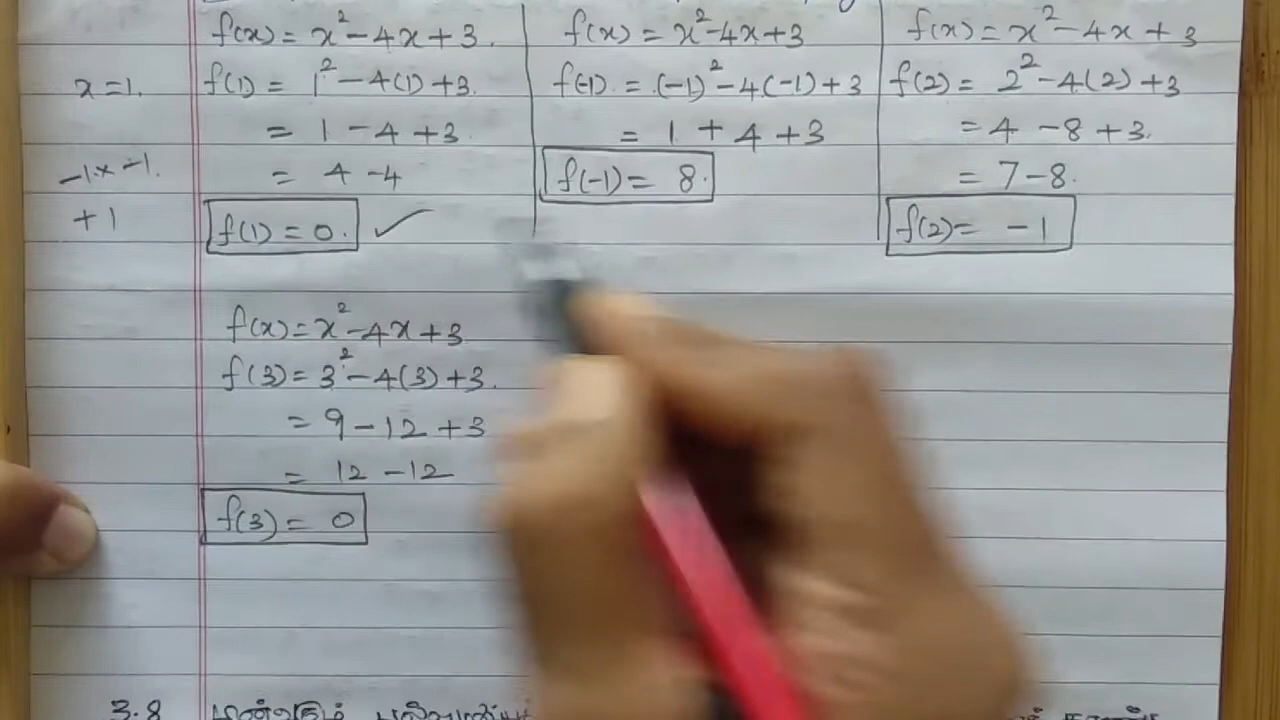 f(x) = x² - 4x + 3.
x = 1.
f(1) = 1² - 4(1) + 3.
= 1 - 4 + 3.
-1 x -1.
= 4 - 4
+1
f(1) = 0. ✓
f(x) = x² - 4x + 3
f(-1) = (-1)² - 4(-1) + 3
= 1 + 4 + 3
f(-1) = 8.
f(x) = x² - 4x + 3
f(2) = 2² - 4(2) + 3
= 4 - 8 + 3.
= 7 - 8.
f(2) = -1
f(x) = x² - 4x + 3
f(3) = 3² - 4(3) + 3.
= 9 - 12 + 3
= 12 - 12
f(3) = 0
3.8